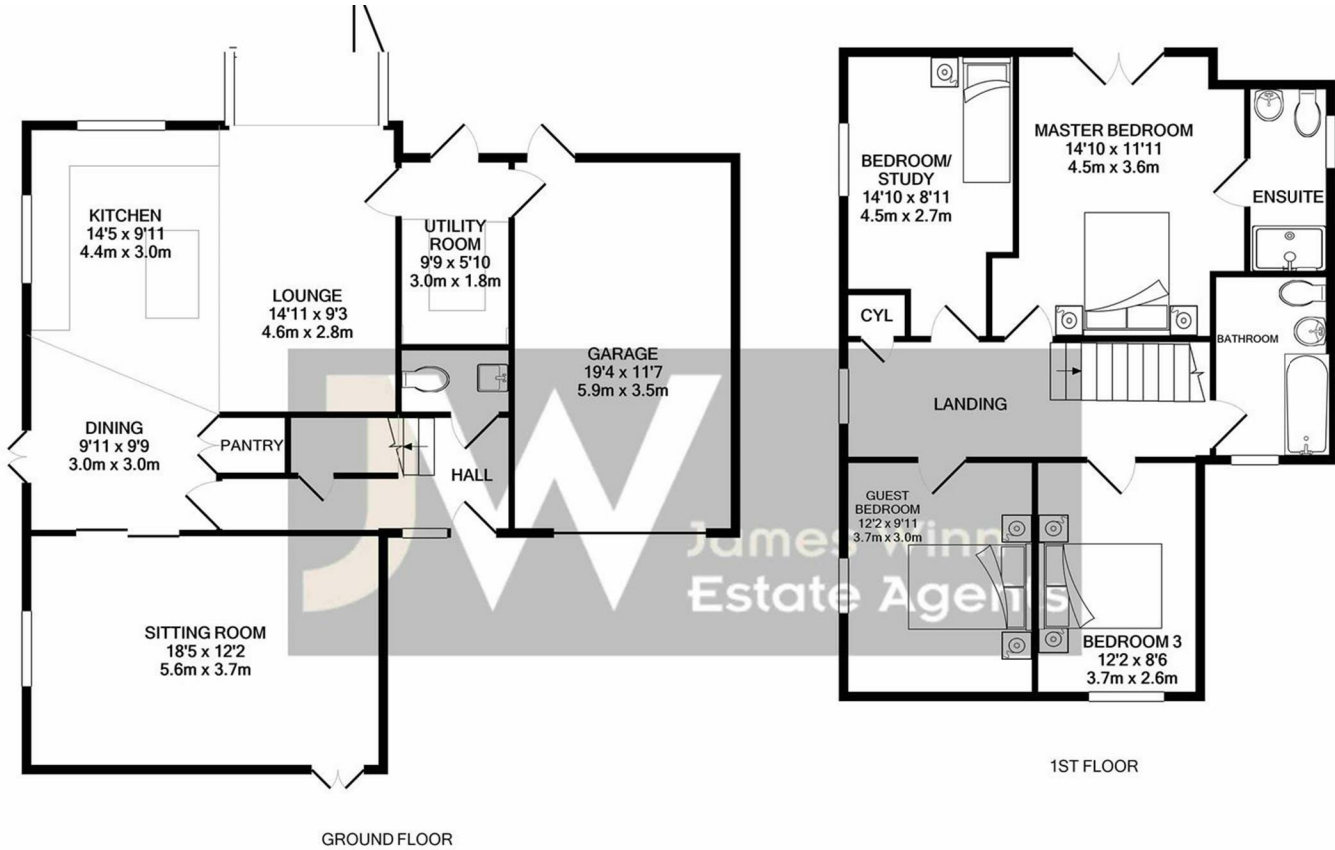 KITCHEN
14'5 x 9'11
4.4m x 3.0m
LOUNGE
14'11 x 9'3
4.6m x 2.8m
UTILITY
ROOM
9'9 x 5'10
3.0m x 1.8m
GARAGE
19'4 x 11'7
5.9m x 3.5m
DINING
9'11 x 9'9
3.0m x 3.0m
PANTRY
HALL
SITTING ROOM
18'5 x 12'2
5.6m x 3.7m
GROUND FLOOR
BEDROOM/
STUDY
14'10 x 8'11
4.5m x 2.7m
MASTER BEDROOM
14'10 x 11'11
4.5m x 3.6m
ENSUITE
CYL
BATHROOM
LANDING
GUEST
BEDROOM
12'2 x 9'11
3.7m x 3.0m
BEDROOM 3
12'2 x 8'6
3.7m x 2.6m
1ST FLOOR
JW
James Winn
Estate Agents